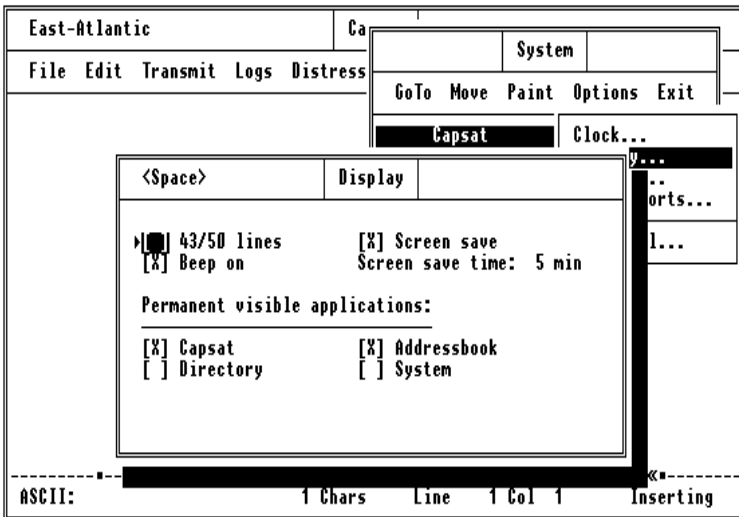 East-Atlantic Ca
System
File Edit Transmit Logs Distress
GoTo Move Paint Options Exit
Capsat Clock...
y...
<Space> Display
..
orts...
43/50 lines [X] Screen save
l...
[X] Beep on Screen save time: 5 min
Permanent visible applications:
[X] Capsat [X] Addressbook
[ ] Directory [ ] System
ASCII: 1 Chars Line 1 Col 1 Inserting